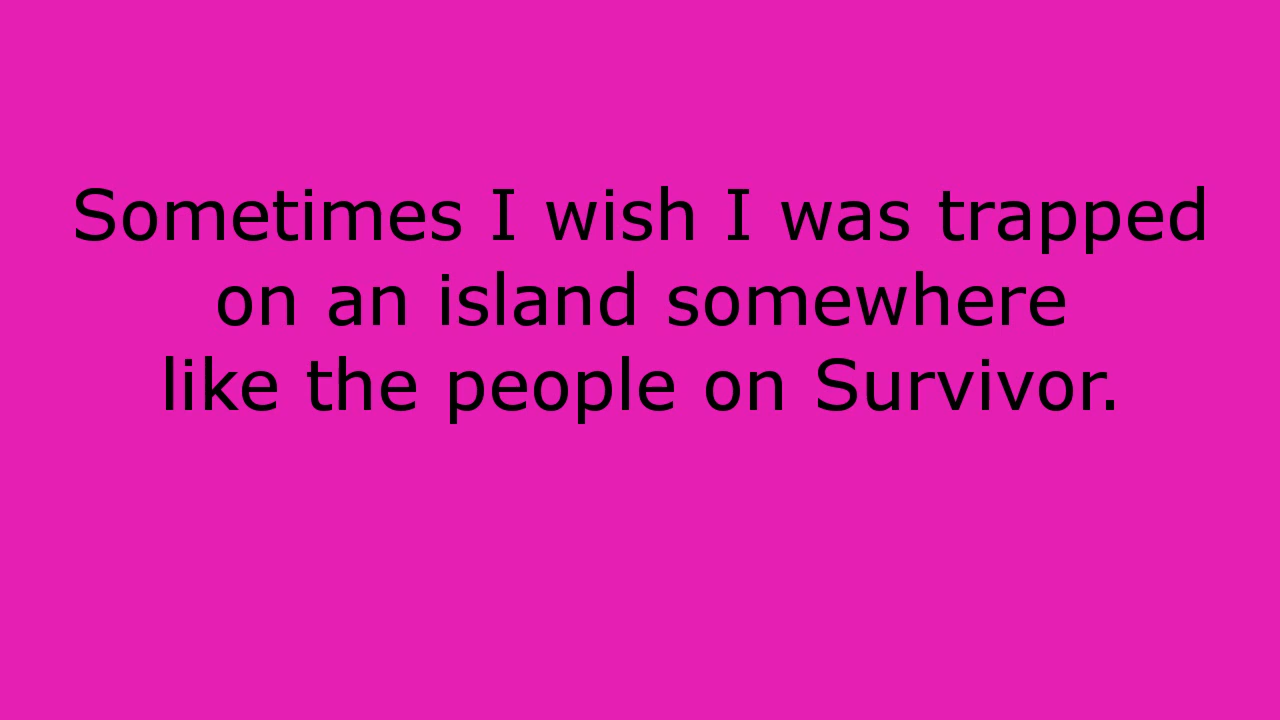 Sometimes I wish I was trapped
on an island somewhere
like the people on Survivor.